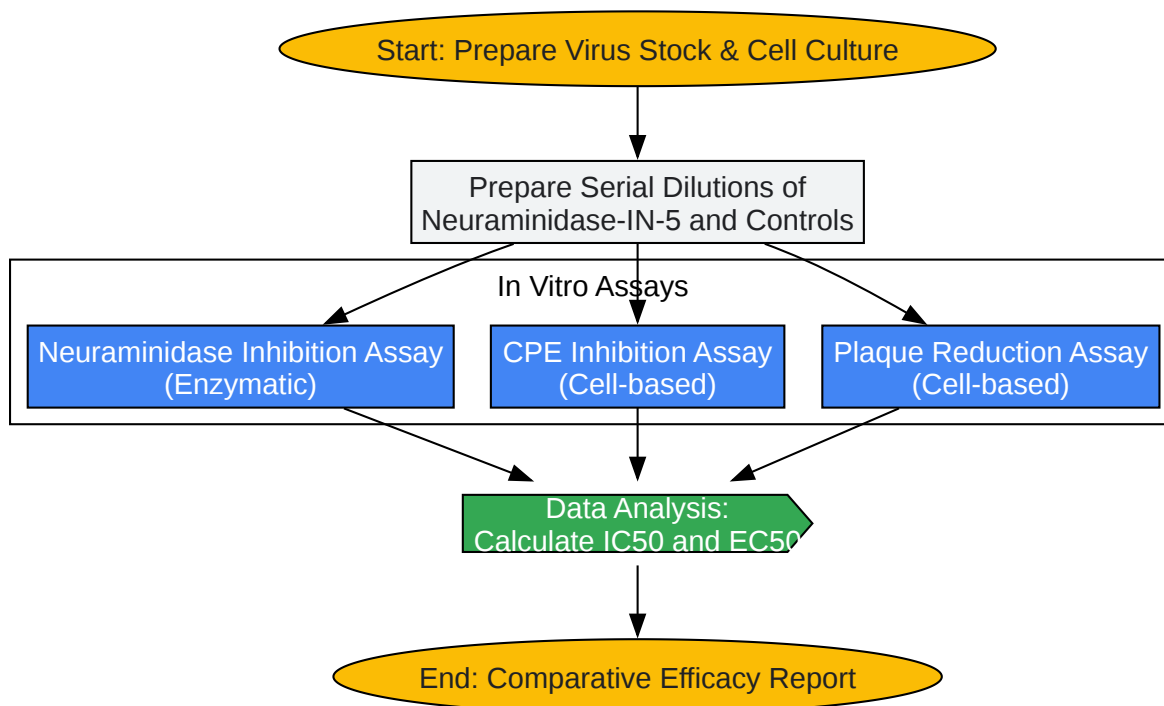 Start: Prepare Virus Stock & Cell Culture
Prepare Serial Dilutions of
Neuraminidase-IN-5 and Controls
In Vitro Assays
Neuraminidase Inhibition Assay
(Enzymatic)
CPE Inhibition Assay
(Cell-based)
Plaque Reduction Assay
(Cell-based)
Data Analysis:
Calculate IC50 and EC50
End: Comparative Efficacy Report